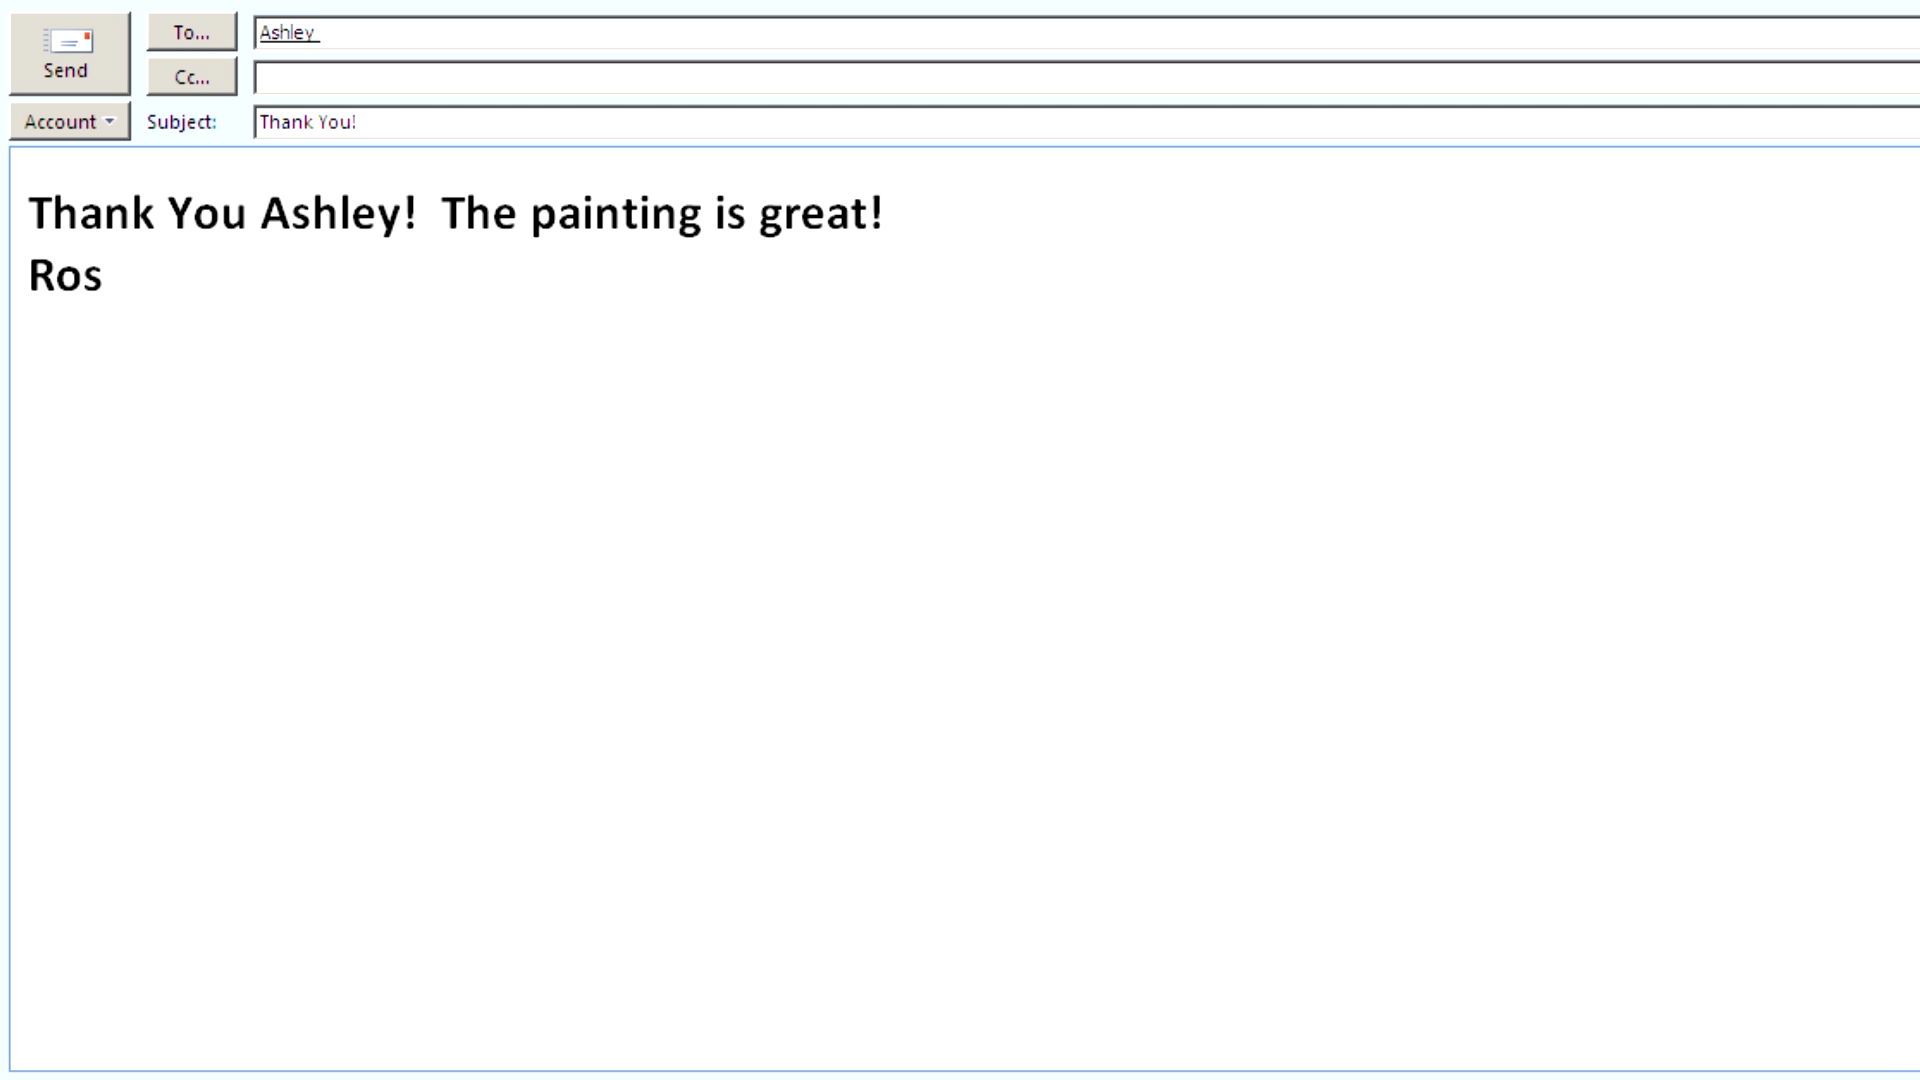 To...
Ashley
Send
Cc...
Account
Subject:
Thank You!
Thank You Ashley!  The painting is great!
Ros